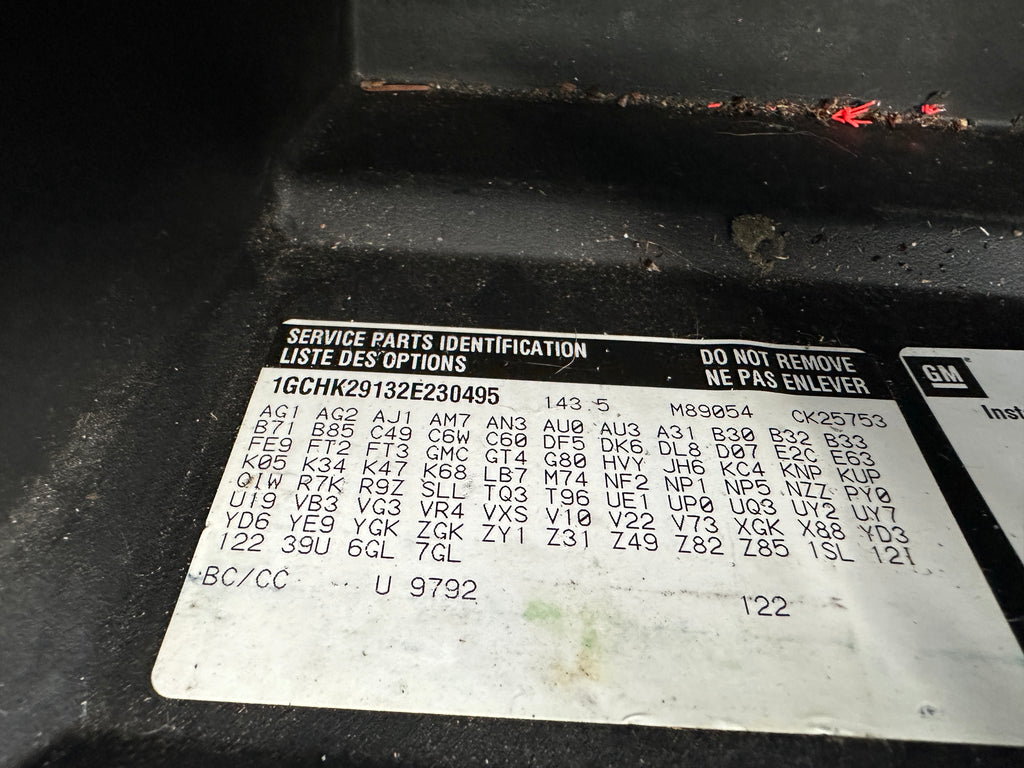 SERVICE PARTS IDENTIFICATION
LISTE DES OPTIONS
DO NOT REMOVE
NE PAS ENLEVER
1GCHK29132E230495 143.5 M89054 CK25753
AG1 AG2 AJ1 AM7 AN3 AU0 AU3 A31 B30 B32 B33
B71 B85 C49 C6W C60 DF5 DK6 DL8 D07 E2C E63
FE9 FT2 FT3 GMC GT4 G80 HVY JH6 KC4 KNP KUP
K05 K34 K47 K68 LB7 M74 NF2 NP1 NP5 NZZ PY0
QIW R7K R9Z SLL TQ3 T96 UE1 UP0 UQ3 UY2 UY7
U19 VB3 VG3 VR4 VXS V10 V22 V73 XGK X88 YD3
YD6 YE9 YGK ZGK ZY1 Z31 Z49 Z82 Z85 1SL 12I
122 39U 6GL 7GL
BC/CC U 9792 122
GM